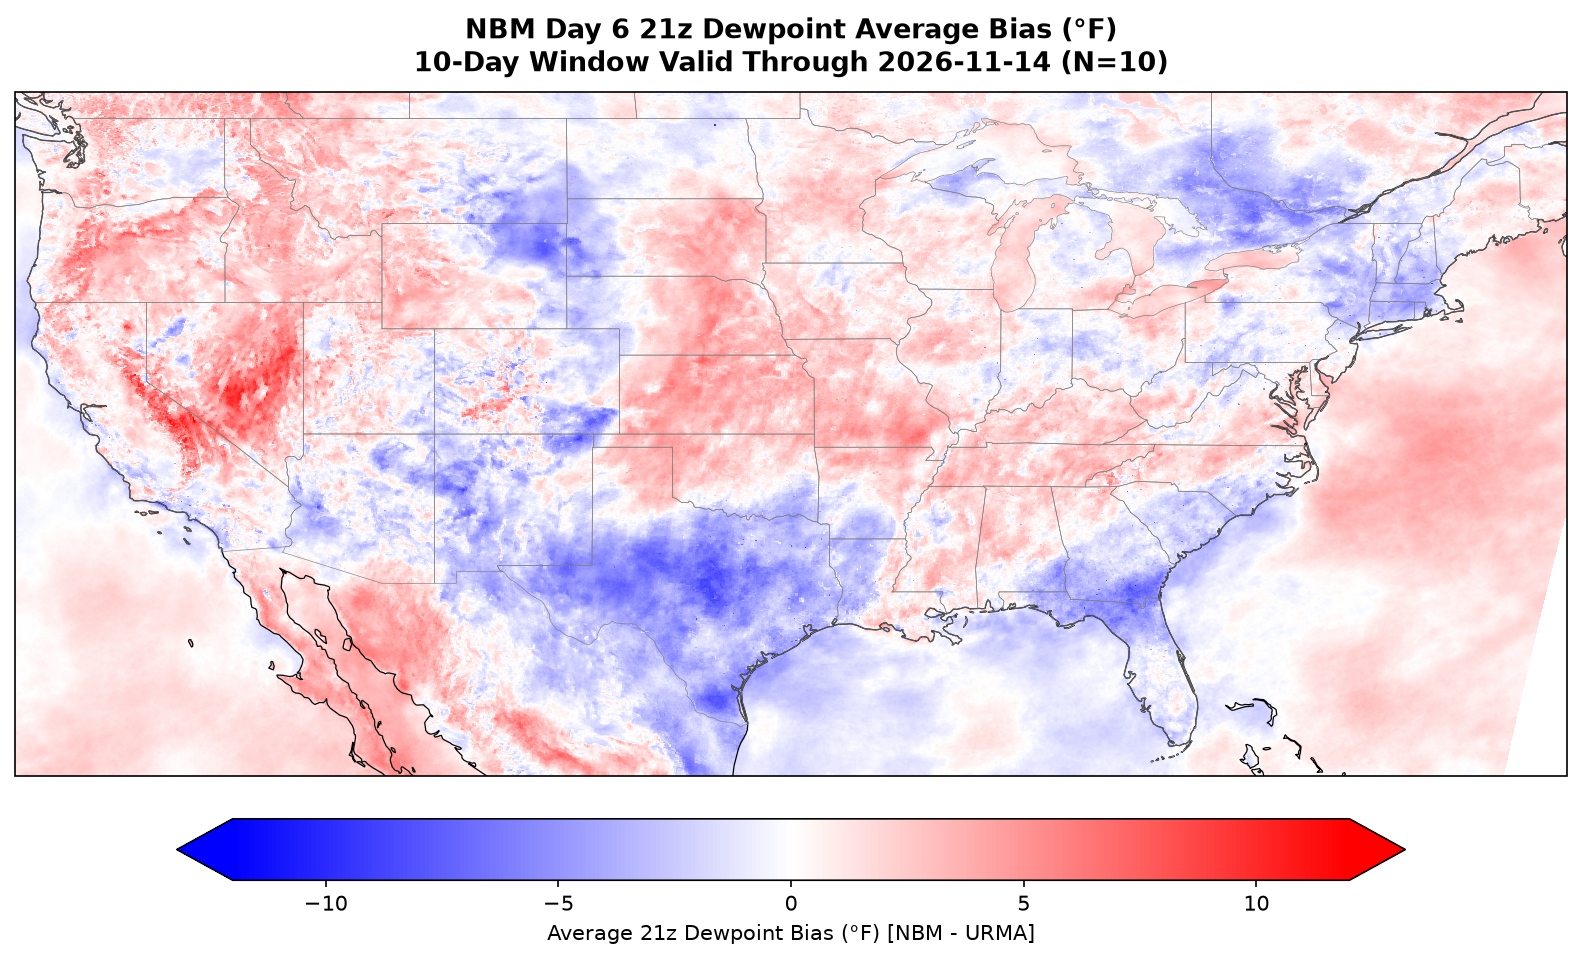 NBM Day 6 21z Dewpoint Average Bias (°F)
10-Day Window Valid Through 2026-11-14 (N=10)
−10 −5 0 5 10
Average 21z Dewpoint Bias (°F) [NBM - URMA]